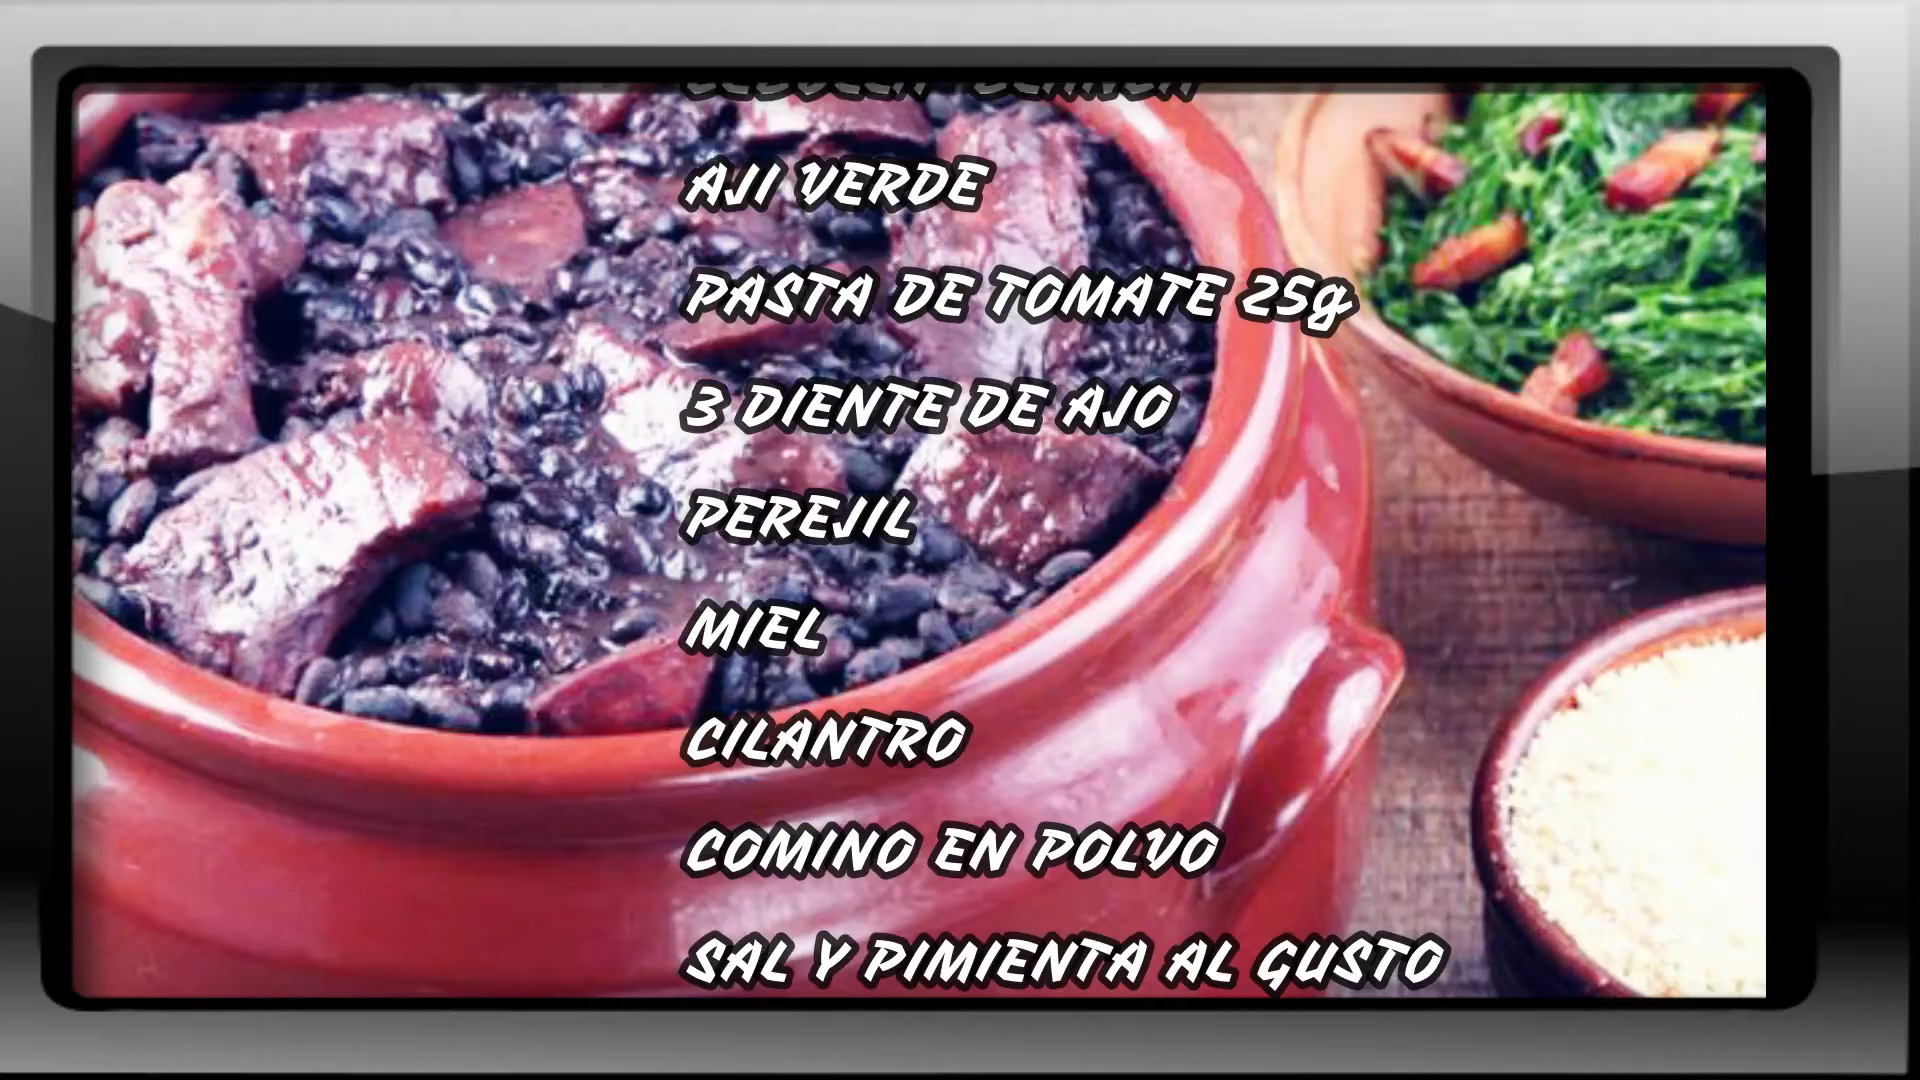 AJI VERDE
PASTA DE TOMATE 25g
3 DIENTE DE AJO
PEREJIL
MIEL
CILANTRO
COMINO EN POLVO
SAL Y PIMIENTA AL GUSTO